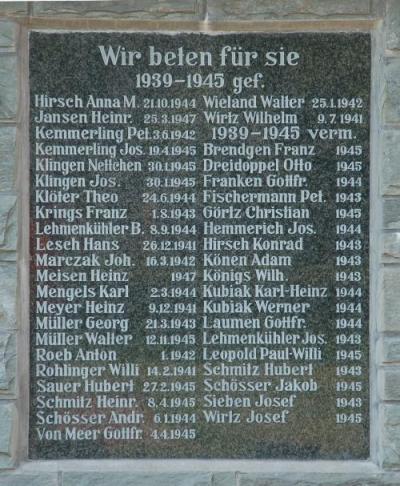 Wir beten für sie
1939-1945 gef.
Hirsch Anna M. 21.10.1944
Jansen Heinr. 25.3.1947
Kemmerling Pet. 3.6.1942
Kemmerling Jos. 19.4.1945
Klingen Nettchen 30.1.1945
Klingen Jos. 30.1.1945
Klöter Theo 24.6.1944
Krings Franz 1.8.1943
Lehmenkühler B. 8.9.1944
Lesch Hans 26.12.1941
Marczak Joh. 16.3.1942
Meisen Heinz 1947
Mengels Karl 2.3.1944
Meyer Heinz 9.12.1941
Müller Georg 21.3.1943
Müller Walter 12.11.1945
Roeb Anton 1.1942
Rohlinger Willi 14.2.1941
Sauer Hubert 27.2.1945
Schmitz Heinr. 8.4.1945
Schösser Andr. 6.1.1944
Von Meer Gottfr. 4.4.1945
Wieland Walter 25.1.1942
Wirtz Wilhelm 9.7.1941
1939-1945 verm.
Brendgen Franz 1945
Dreidoppel Otto 1945
Franken Gottfr. 1944
Fischermann Pet. 1943
Görtz Christian 1945
Hemmerich Jos. 1944
Hirsch Konrad 1943
Könen Adam 1943
Königs Wilh. 1943
Kubiak Karl-Heinz 1944
Kubiak Werner 1944
Laumen Gottfr. 1944
Lehmenkühler Jos. 1943
Leopold Paul-Willi 1945
Schmitz Hubert 1943
Schösser Jakob 1945
Sieben Josef 1943
Wirtz Josef 1945